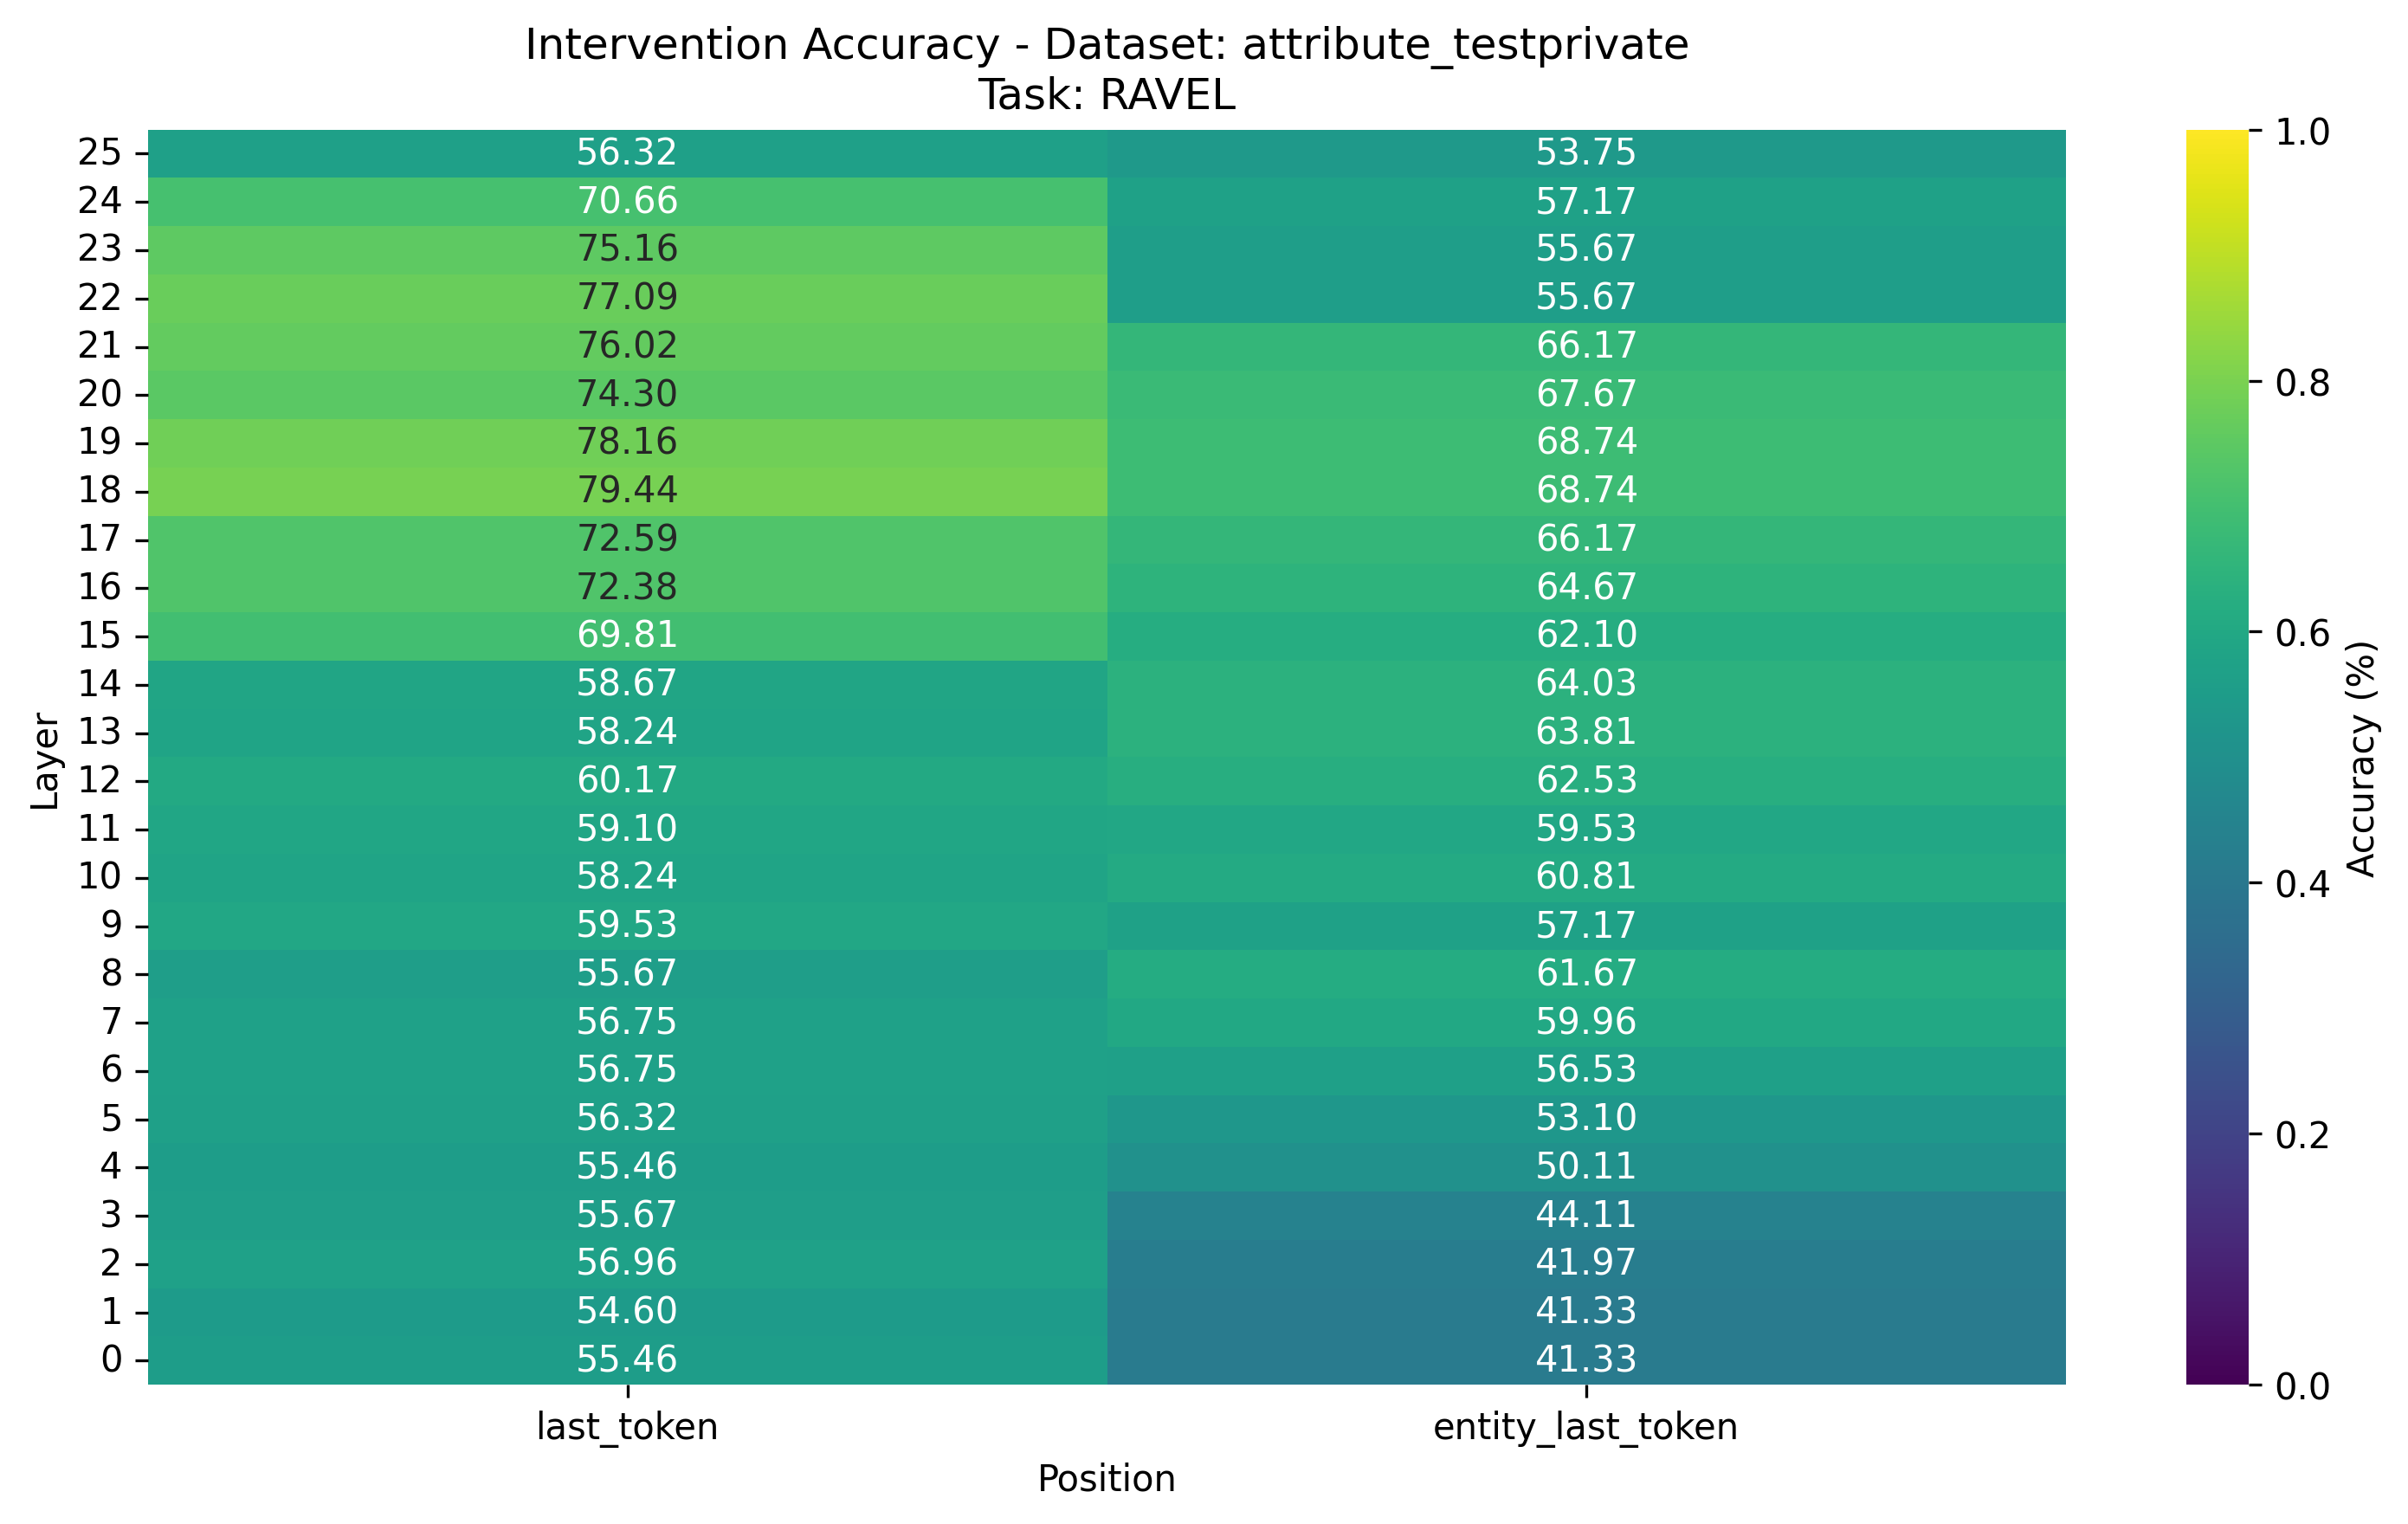 Intervention Accuracy - Dataset: attribute_testprivate
Task: RAVEL
25 56.32 53.75
24 70.66 57.17
23 75.16 55.67
22 77.09 55.67
21 76.02 66.17
20 74.30 67.67
19 78.16 68.74
18 79.44 68.74
17 72.59 66.17
16 72.38 64.67
15 69.81 62.10
14 58.67 64.03
13 58.24 63.81
12 60.17 62.53
11 59.10 59.53
10 58.24 60.81
9 59.53 57.17
8 55.67 61.67
7 56.75 59.96
6 56.75 56.53
5 56.32 53.10
4 55.46 50.11
3 55.67 44.11
2 56.96 41.97
1 54.60 41.33
0 55.46 41.33
last_token entity_last_token
Position
Layer
1.0
0.8
0.6
0.4
0.2
0.0
Accuracy (%)